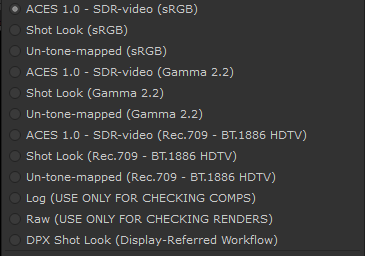 ACES 1.0 - SDR-video (sRGB)
Shot Look (sRGB)
Un-tone-mapped (sRGB)
ACES 1.0 - SDR-video (Gamma 2.2)
Shot Look (Gamma 2.2)
Un-tone-mapped (Gamma 2.2)
ACES 1.0 - SDR-video (Rec.709 - BT.1886 HDTV)
Shot Look (Rec.709 - BT.1886 HDTV)
Un-tone-mapped (Rec.709 - BT.1886 HDTV)
Log (USE ONLY FOR CHECKING COMPS)
Raw (USE ONLY FOR CHECKING RENDERS)
DPX Shot Look (Display-Referred Workflow)